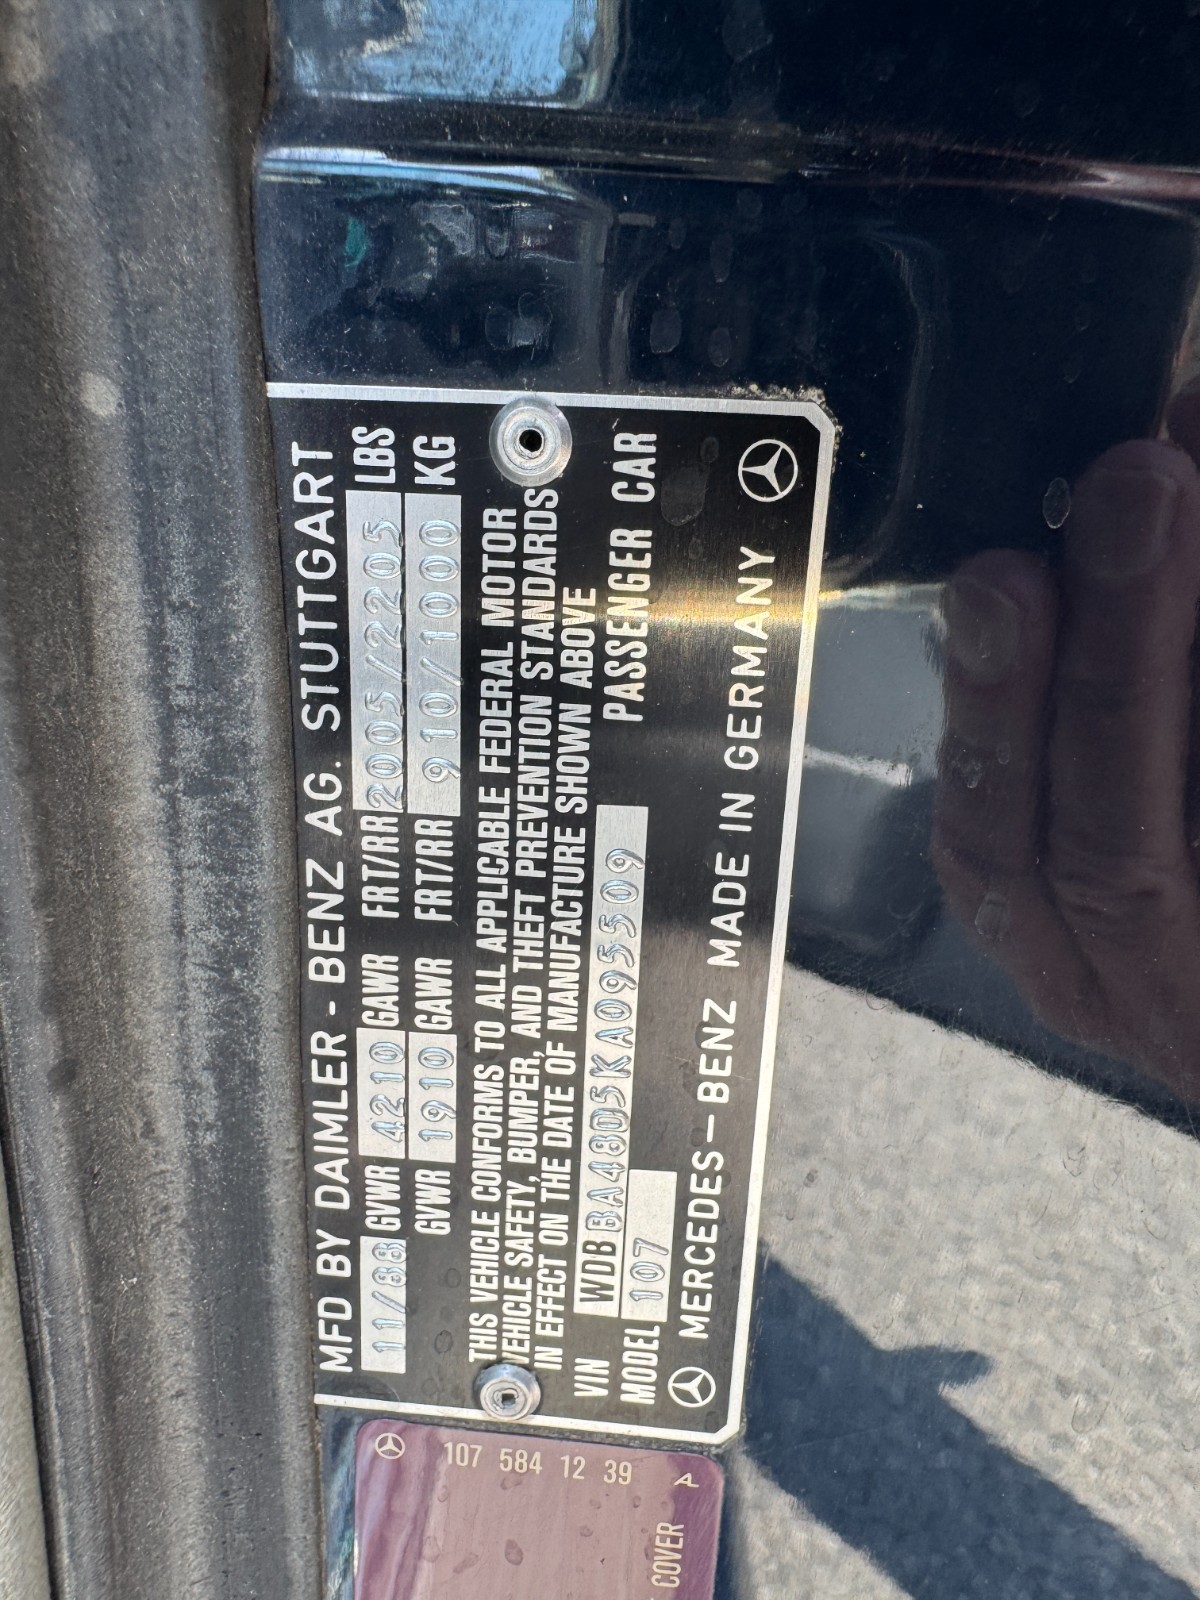 MFD BY DAIMLER - BENZ AG. STUTTGART
11/88 GVWR 4210 GAWR FRT/RR 2005/2205 LBS
GVWR 1910 GAWR FRT/RR 910/1000 KG
THIS VEHICLE CONFORMS TO ALL APPLICABLE FEDERAL MOTOR
VEHICLE SAFETY, BUMPER, AND THEFT PREVENTION STANDARDS
IN EFFECT ON THE DATE OF MANUFACTURE SHOWN ABOVE
VIN WDB BA48D5KA095509 PASSENGER CAR
MODEL 107
MERCEDES-BENZ MADE IN GERMANY
107 584 12 39 A
COVER